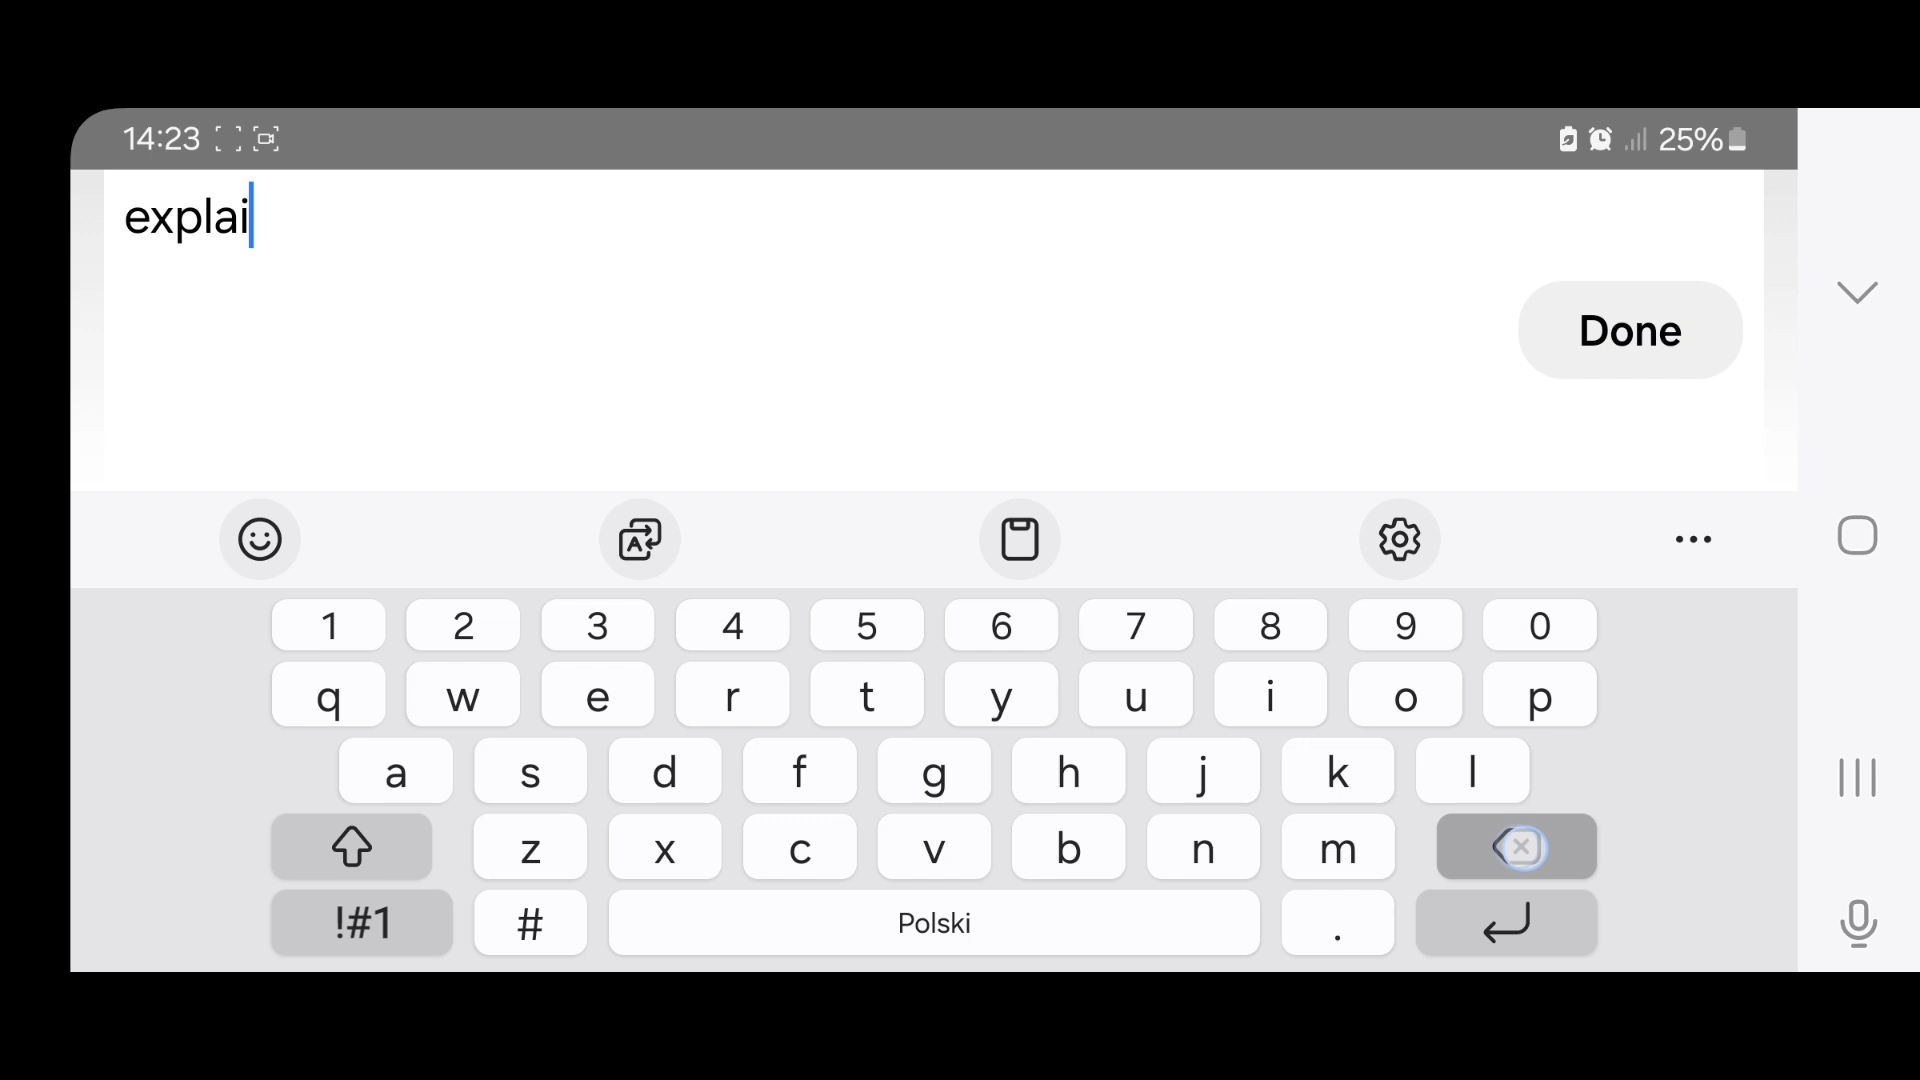 14:23 25%
explai
Done
1 2 3 4 5 6 7 8 9 0
q w e r t y u i o p
a s d f g h j k l
z x c v b n m
!#1 # Polski .